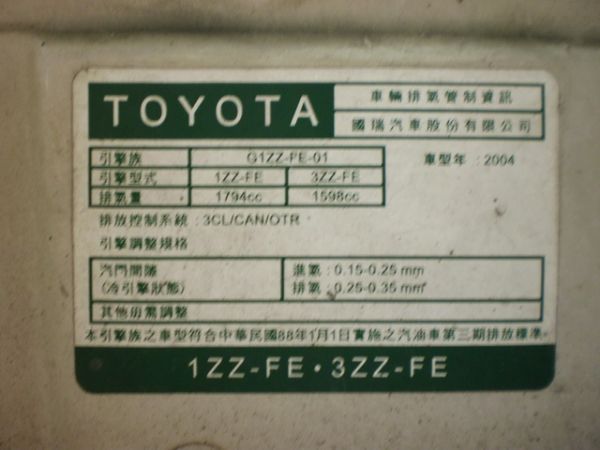 TOYOTA
車輛排氣管制資訊
國瑞汽車股份有限公司
引擎族 G1ZZ-FE-01
車型年 : 2004
引擎型式 1ZZ-FE 3ZZ-FE
排氣量 1794cc 1598cc
排放控制系統 : 3CL/CAN/OTR
引擎調整規格
汽門間隙 進氣 : 0.15-0.25 mm
(冷引擎狀態) 排氣 : 0.25-0.35 mm
其他毋需調整
本引擎族之車型符合中華民國88年1月1日實施之汽油車第三期排放標準
1ZZ-FE・3ZZ-FE